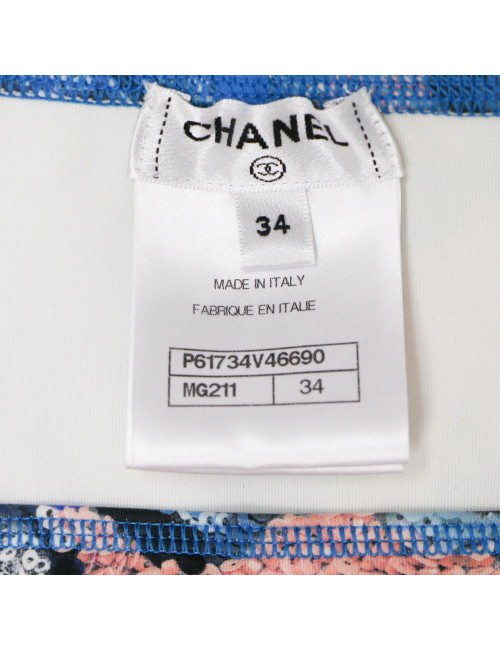 CHANEL
34
MADE IN ITALY
FABRIQUE EN ITALIE
P61734V46690
MG211 34